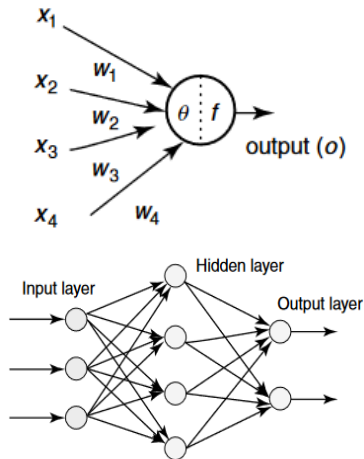 x1
w1
x2
θ f
w2
x3
output (o)
w3
x4
w4
Hidden layer
Input layer
Output layer